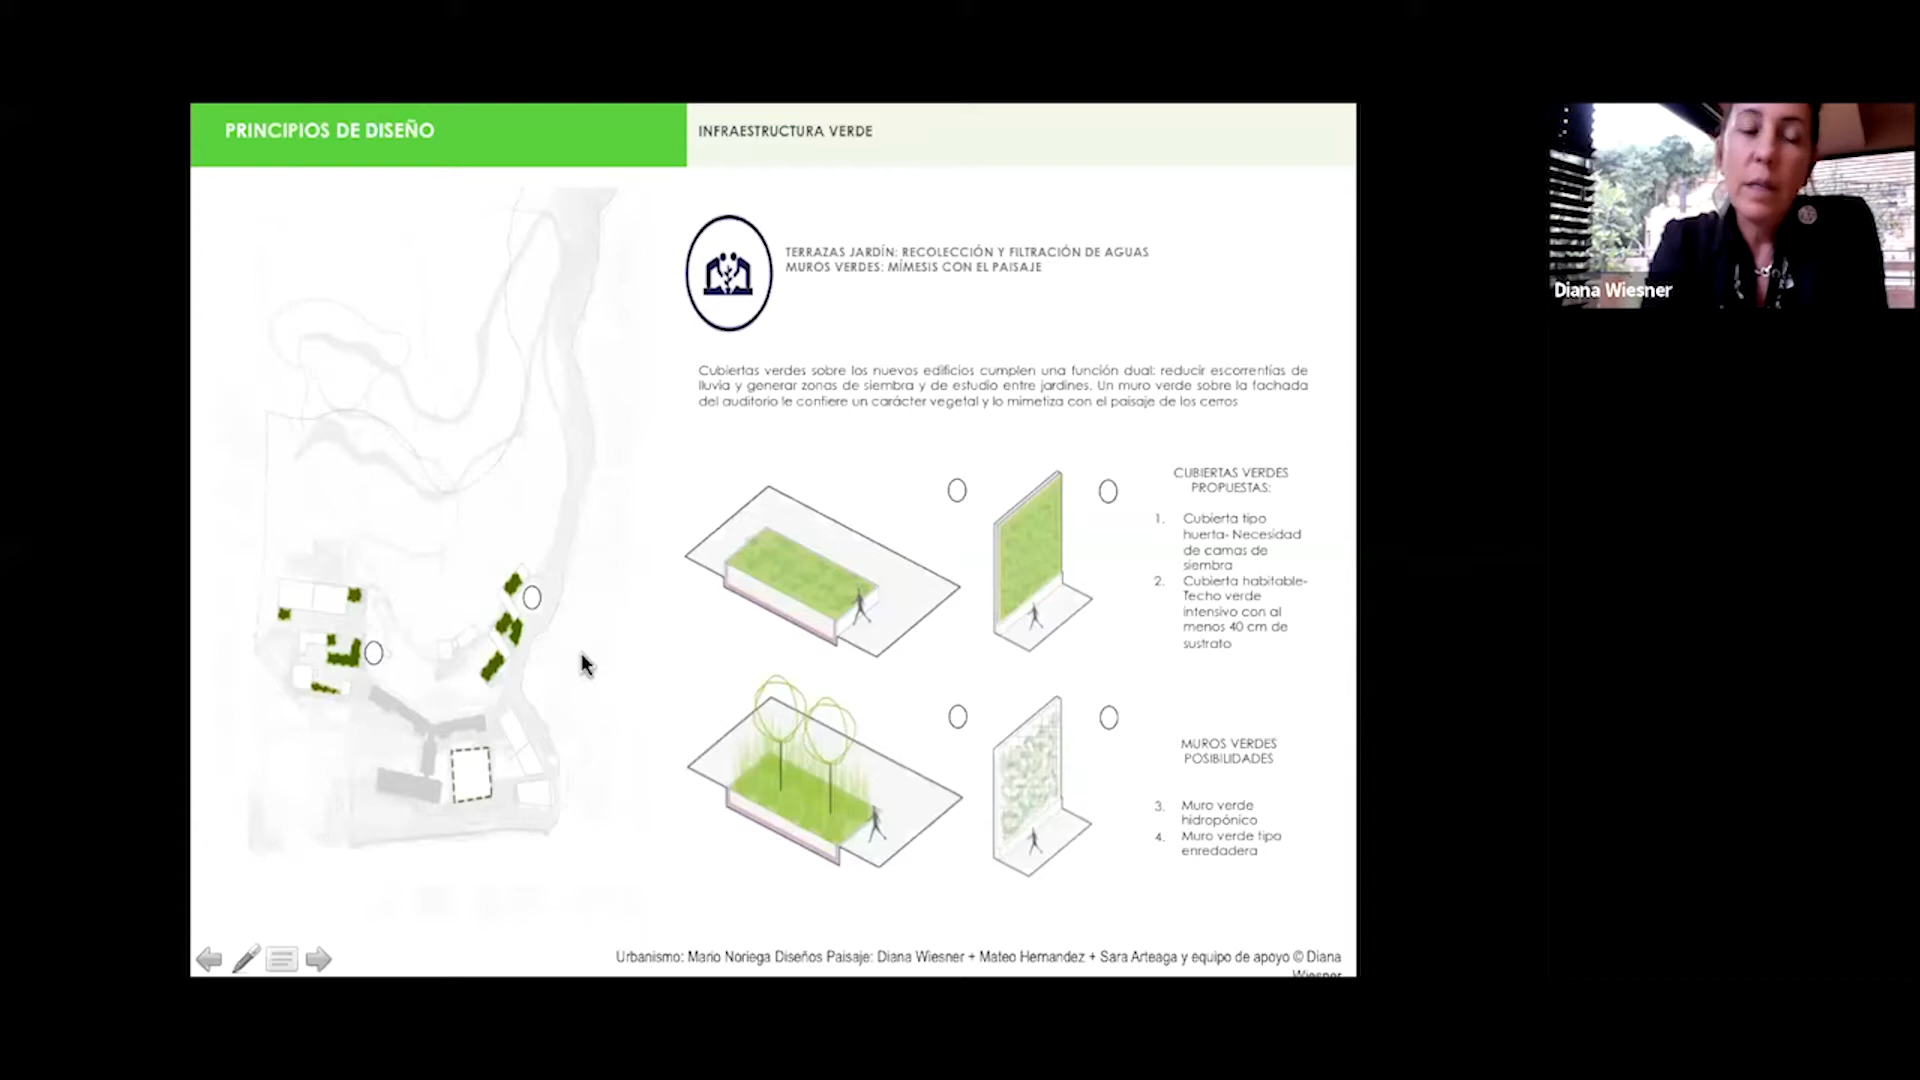 PRINCIPIOS DE DISEÑO
INFRAESTRUCTURA VERDE
TERRAZAS JARDÍN: RECOLECCIÓN Y FILTRACIÓN DE AGUAS
MUROS VERDES: MÍMESIS CON EL PAISAJE
Cubiertas verdes sobre los nuevos edificios cumplen una función dual: reducir escorrentías de
lluvia y generar zonas de siembra y de estudio entre jardines. Un muro verde sobre la fachada
del auditorio le confiere un carácter vegetal y lo mimetiza con el paisaje de los cerros
CUBIERTAS VERDES
PROPUESTAS:
1. Cubierta tipo
huerta- Necesidad
de camas de
siembra
2. Cubierta habitable-
Techo verde
intensivo con al
menos 40 cm de
sustrato
MUROS VERDES
POSIBILIDADES
3. Muro verde
hidropónico
4. Muro verde tipo
enredadera
Urbanismo: Mario Noriega Diseños Paisaje: Diana Wiesner + Mateo Hernandez + Sara Arteaga y equipo de apoyo © Diana
Wiesner
Diana Wiesner